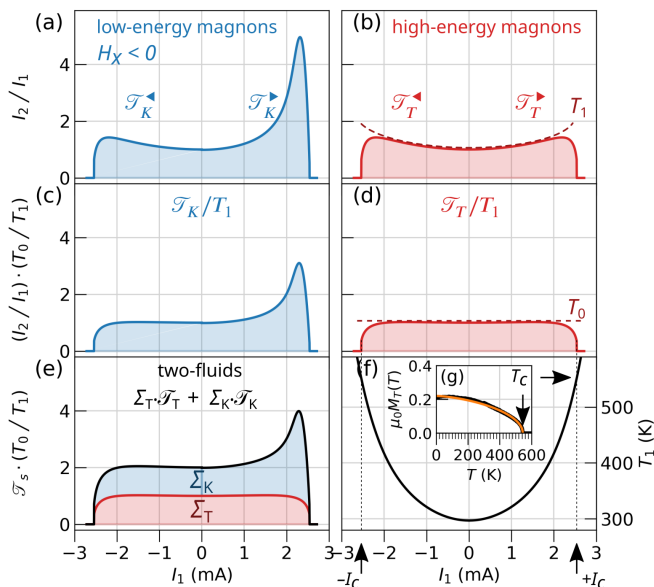 (a) low-energy magnons
H_X < 0
𝒯_K◄ 𝒯_K►
I_2 / I_1
4
2
0
(b) high-energy magnons
𝒯_T◄ 𝒯_T► T_1
(c) 𝒯_K/T_1
(I_2 / I_1) · (T_0 / T_1)
4
2
0
(d) 𝒯_T/T_1
T_0
(e) two-fluids
Σ_T·𝒯_T + Σ_K·𝒯_K
𝒯_s · (T_0 / T_1)
4
2
0
Σ_K
Σ_T
−3 −2 −1 0 1 2 3
I_1 (mA)
(f) (g) T_C
μ_0M_T(T)
0.4
0.2
0.0
0 200 400 600
T (K)
500
400
300
T_1 (K)
−2 −1 0 1 2 3
I_1 (mA)
−I_C +I_C